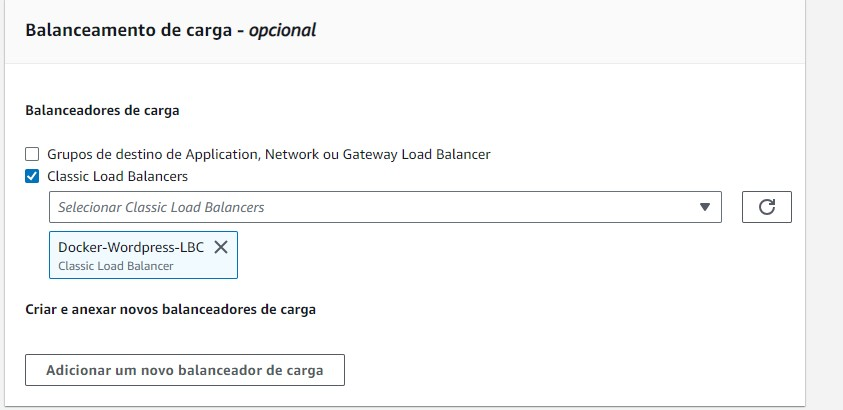 Balanceamento de carga - opcional
Balanceadores de carga
Grupos de destino de Application, Network ou Gateway Load Balancer
Classic Load Balancers
Selecionar Classic Load Balancers
Docker-Wordpress-LBC
Classic Load Balancer
Criar e anexar novos balanceadores de carga
Adicionar um novo balanceador de carga